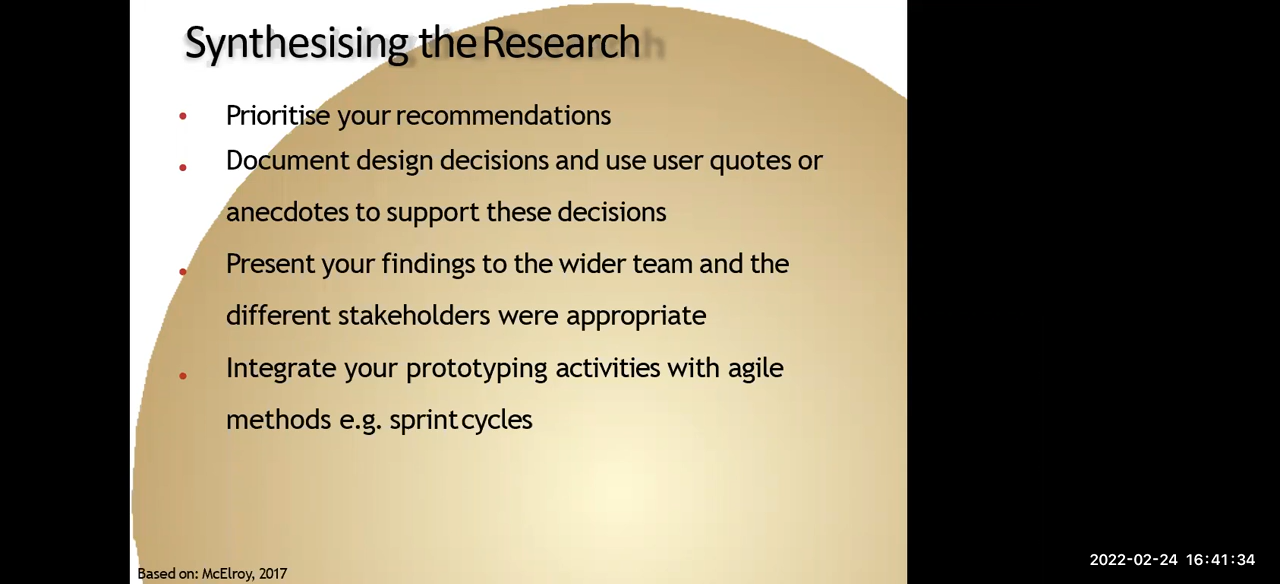 Synthesising the Research
• Prioritise your recommendations
• Document design decisions and use user quotes or
anecdotes to support these decisions
• Present your findings to the wider team and the
different stakeholders were appropriate
• Integrate your prototyping activities with agile
methods e.g. sprint cycles
Based on: McElroy, 2017
2022-02-24 16:41:34